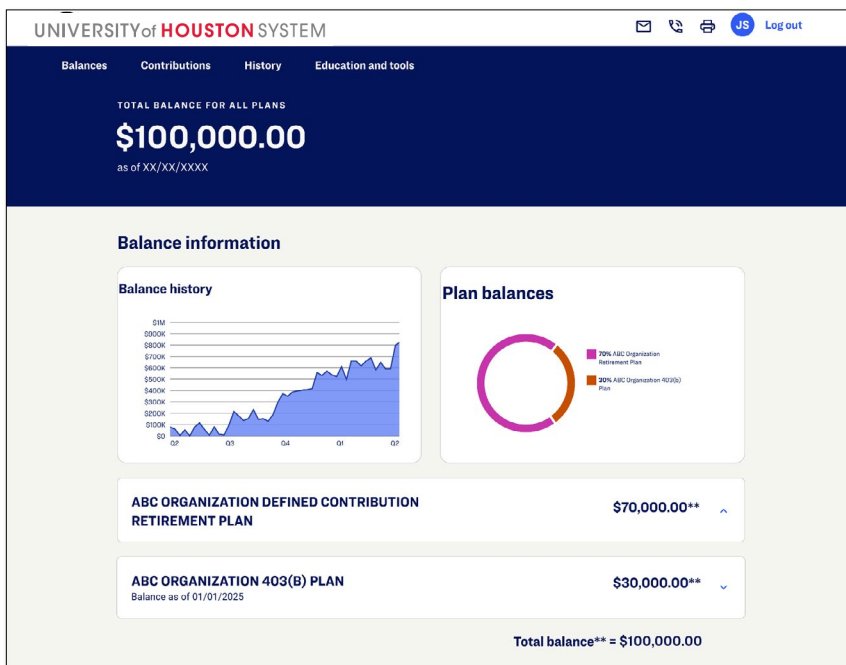 UNIVERSITY of HOUSTON SYSTEM
JS Log out
Balances Contributions History Education and tools
TOTAL BALANCE FOR ALL PLANS
$100,000.00
as of XX/XX/XXXX
Balance information
Balance history
$1M
$900K
$800K
$700K
$600K
$500K
$400K
$300K
$200K
$100K
$0
Q2 Q3 Q4 Q1 Q2
Plan balances
70% ABC Organization
Retirement Plan
30% ABC Organization 403(b)
Plan
ABC ORGANIZATION DEFINED CONTRIBUTION
RETIREMENT PLAN
$70,000.00**
ABC ORGANIZATION 403(B) PLAN
Balance as of 01/01/2025
$30,000.00**
Total balance** = $100,000.00